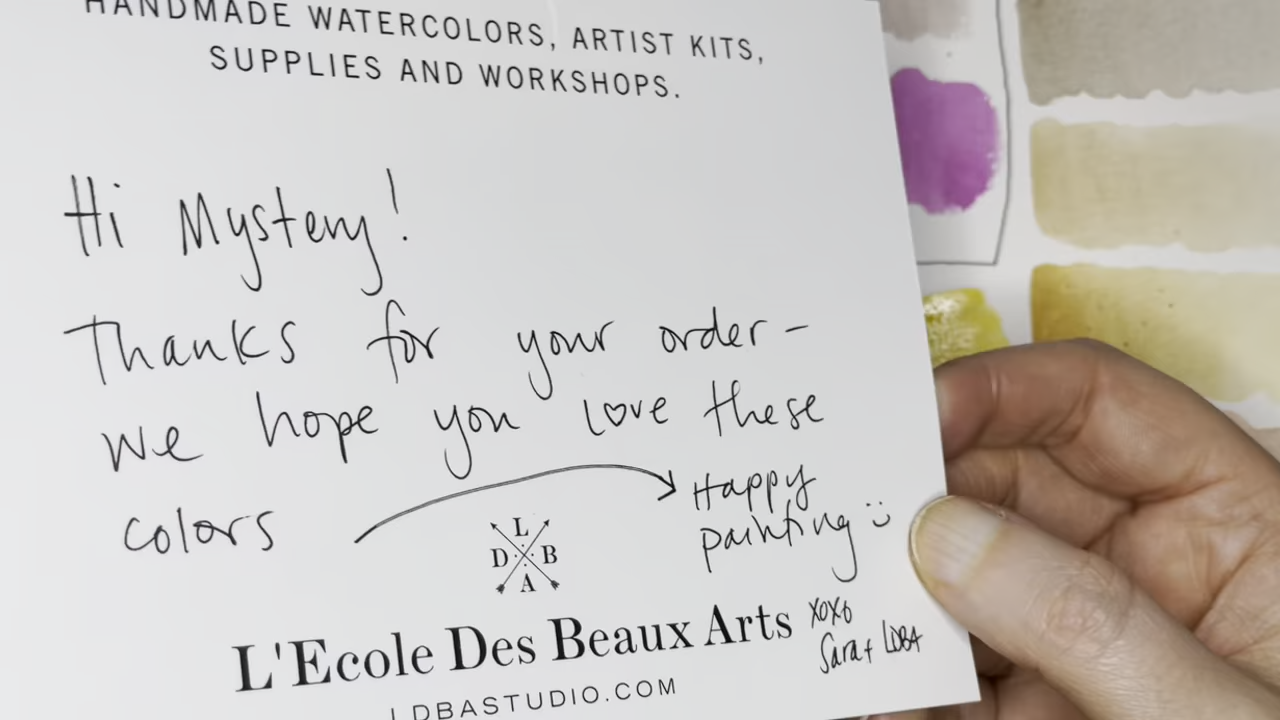 HANDMADE WATERCOLORS, ARTIST KITS,
SUPPLIES AND WORKSHOPS.
Hi Mystery!
Thanks for your order -
we hope you love these
colors
Happy
painting :)
L
D B
A
L'Ecole Des Beaux Arts
xoxo
Sara + LDBA
LDBASTUDIO.COM